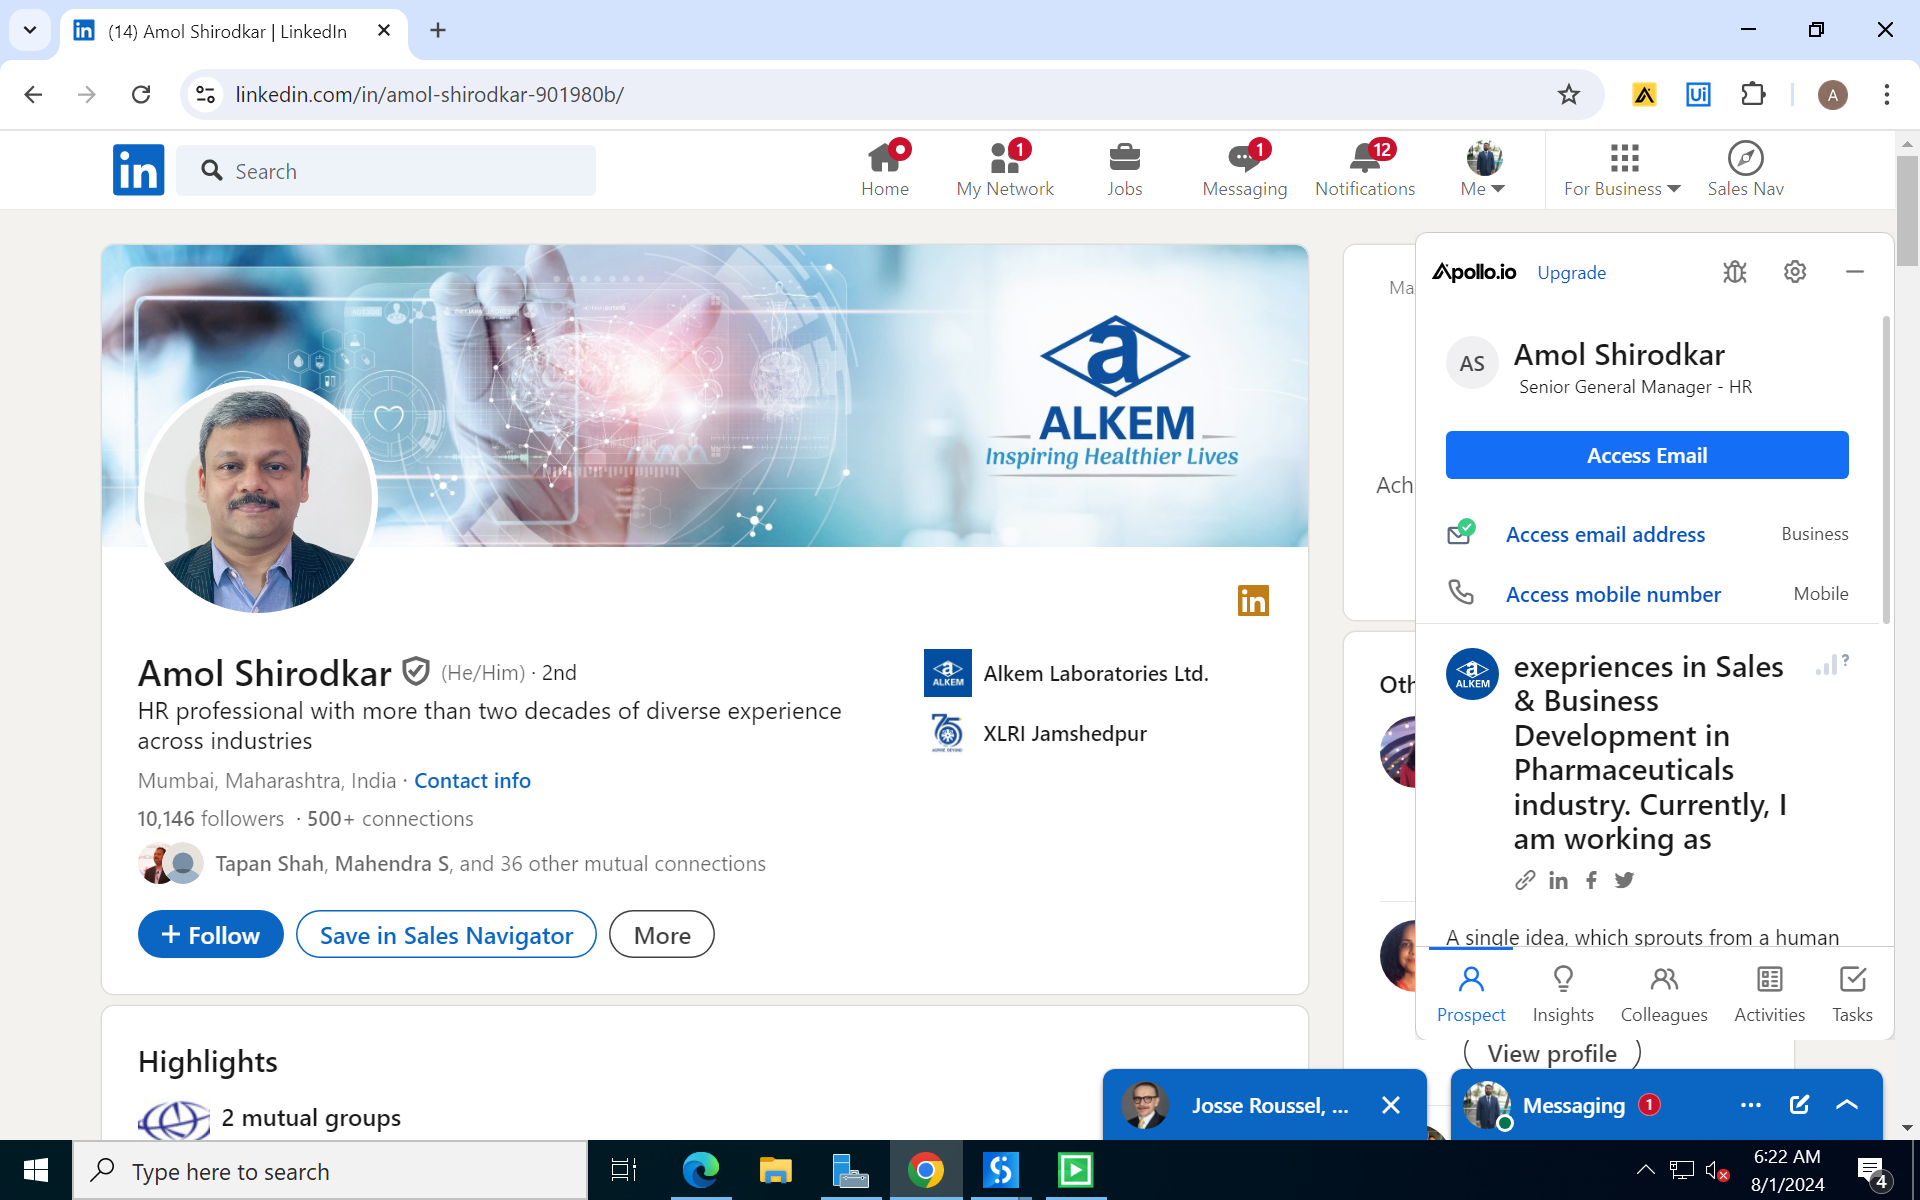 (14) Amol Shirodkar | LinkedIn
linkedin.com/in/amol-shirodkar-901980b/
A
in
Search
Home
1
My Network
Jobs
1
Messaging
12
Notifications
Me
For Business
Sales Nav
a
ALKEM
Inspiring Healthier Lives
in
Amol Shirodkar (He/Him) · 2nd
HR professional with more than two decades of diverse experience
across industries
Mumbai, Maharashtra, India · Contact info
10,146 followers · 500+ connections
Tapan Shah, Mahendra S, and 36 other mutual connections
+ Follow
Save in Sales Navigator
More
ALKEM
Alkem Laboratories Ltd.
75
XLRI Jamshedpur
Highlights
2 mutual groups
Ma
Ach
Oth
Apollo.io
Upgrade
AS
Amol Shirodkar
Senior General Manager - HR
Access Email
Access email address
Business
Access mobile number
Mobile
ALKEM
exepriences in Sales
& Business
Development in
Pharmaceuticals
industry. Currently, I
am working as
?
in
A single idea, which sprouts from a human
Prospect
Insights
Colleagues
Activities
Tasks
View profile
Josse Roussel, ...
Messaging
1
Type here to search
6:22 AM
8/1/2024
4